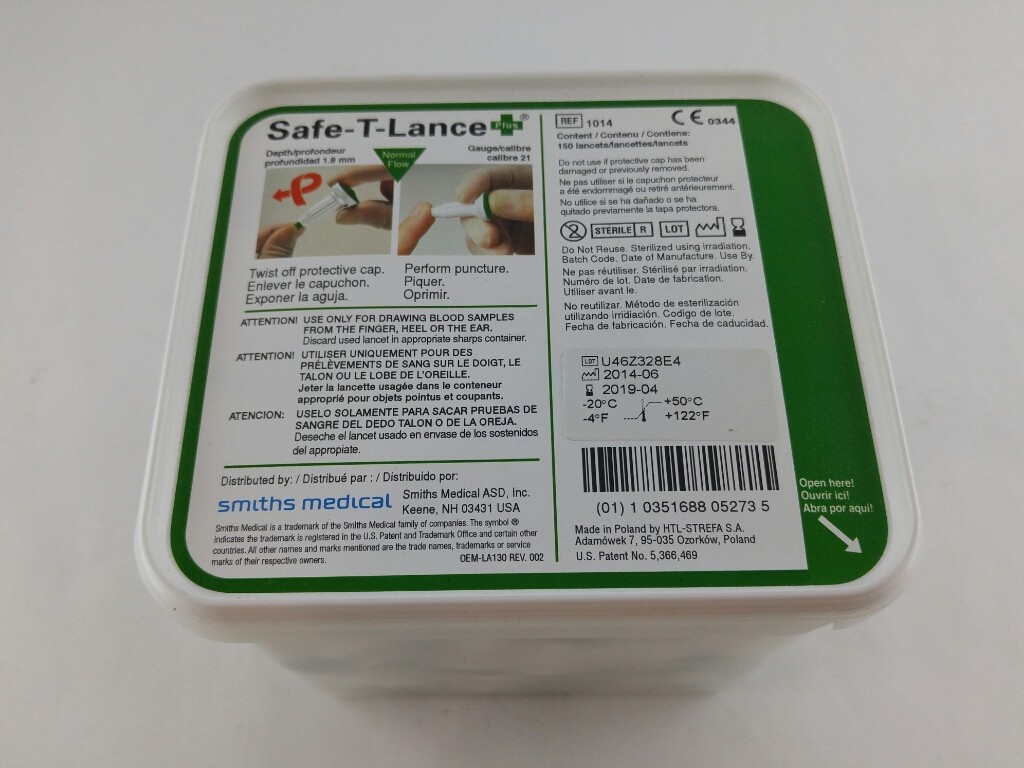 Safe-T-Lance Plus®
Depth/profondeur
profundidad 1.8 mm
Normal
Flow
Gauge/calibre
calibre 21
Twist off protective cap.
Enlever le capuchon.
Exponer la aguja.
Perform puncture.
Piquer.
Oprimir.
ATTENTION! USE ONLY FOR DRAWING BLOOD SAMPLES
FROM THE FINGER, HEEL OR THE EAR.
Discard used lancet in appropriate sharps container.
ATTENTION! UTILISER UNIQUEMENT POUR DES
PRÉLÈVEMENTS DE SANG SUR LE DOIGT, LE
TALON OU LE LOBE DE L'OREILLE.
Jeter la lancette usagée dans le conteneur
approprié pour objets pointus et coupants.
ATENCION: USELO SOLAMENTE PARA SACAR PRUEBAS DE
SANGRE DEL DEDO TALON O DE LA OREJA.
Deseche el lancet usado en envase de los sostenidos
del appropiate.
Distributed by: / Distribué par : / Distribuido por:
smiths medical
Smiths Medical ASD, Inc.
Keene, NH 03431 USA
Smiths Medical is a trademark of the Smiths Medical family of companies. The symbol ®
indicates the trademark is registered in the U.S. Patent and Trademark Office and certain other
countries. All other names and marks mentioned are the trade names, trademarks or service
marks of their respective owners.
OEM-LA130 REV. 002
REF 1014
CE 0344
Content / Contenu / Contiene:
150 lancets/lancettes/lancets
Do not use if protective cap has been
damaged or previously removed.
Ne pas utiliser si le capuchon protecteur
a été endommagé ou retiré antérieurement.
No utilice si se ha dañado o se ha
quitado previamente la tapa protectora.
STERILE R LOT
Do Not Reuse. Sterilized using irradiation.
Batch Code. Date of Manufacture. Use By.
Ne pas réutiliser. Stérilisé par irradiation.
Numéro de lot. Date de fabrication.
Utiliser avant le.
No reutilizar. Método de esterilización
utilizando irridiación. Codigo de lote.
Fecha de fabricación. Fecha de caducidad.
LOT U46Z328E4
2014-06
2019-04
-20°C +50°C
-4°F +122°F
(01) 1 0351688 05273 5
Made in Poland by HTL-STREFA S.A.
Adamówek 7, 95-035 Ozorków, Poland
U.S. Patent No. 5,366,469
Open here!
Ouvrir ici!
Abra por aqui!